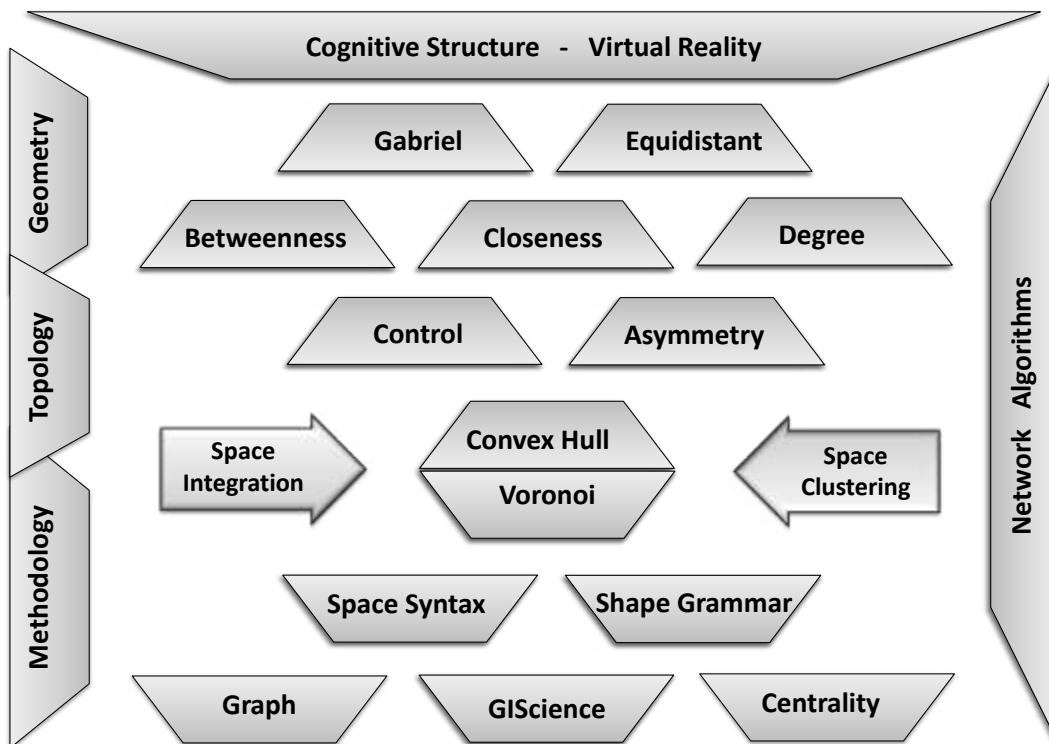 Cognitive Structure - Virtual Reality
Geometry
Topology
Methodology
Gabriel
Equidistant
Betweenness
Closeness
Degree
Control
Asymmetry
Space
Integration
Convex Hull
Voronoi
Space
Clustering
Space Syntax
Shape Grammar
Graph
GIScience
Centrality
Network Algorithms